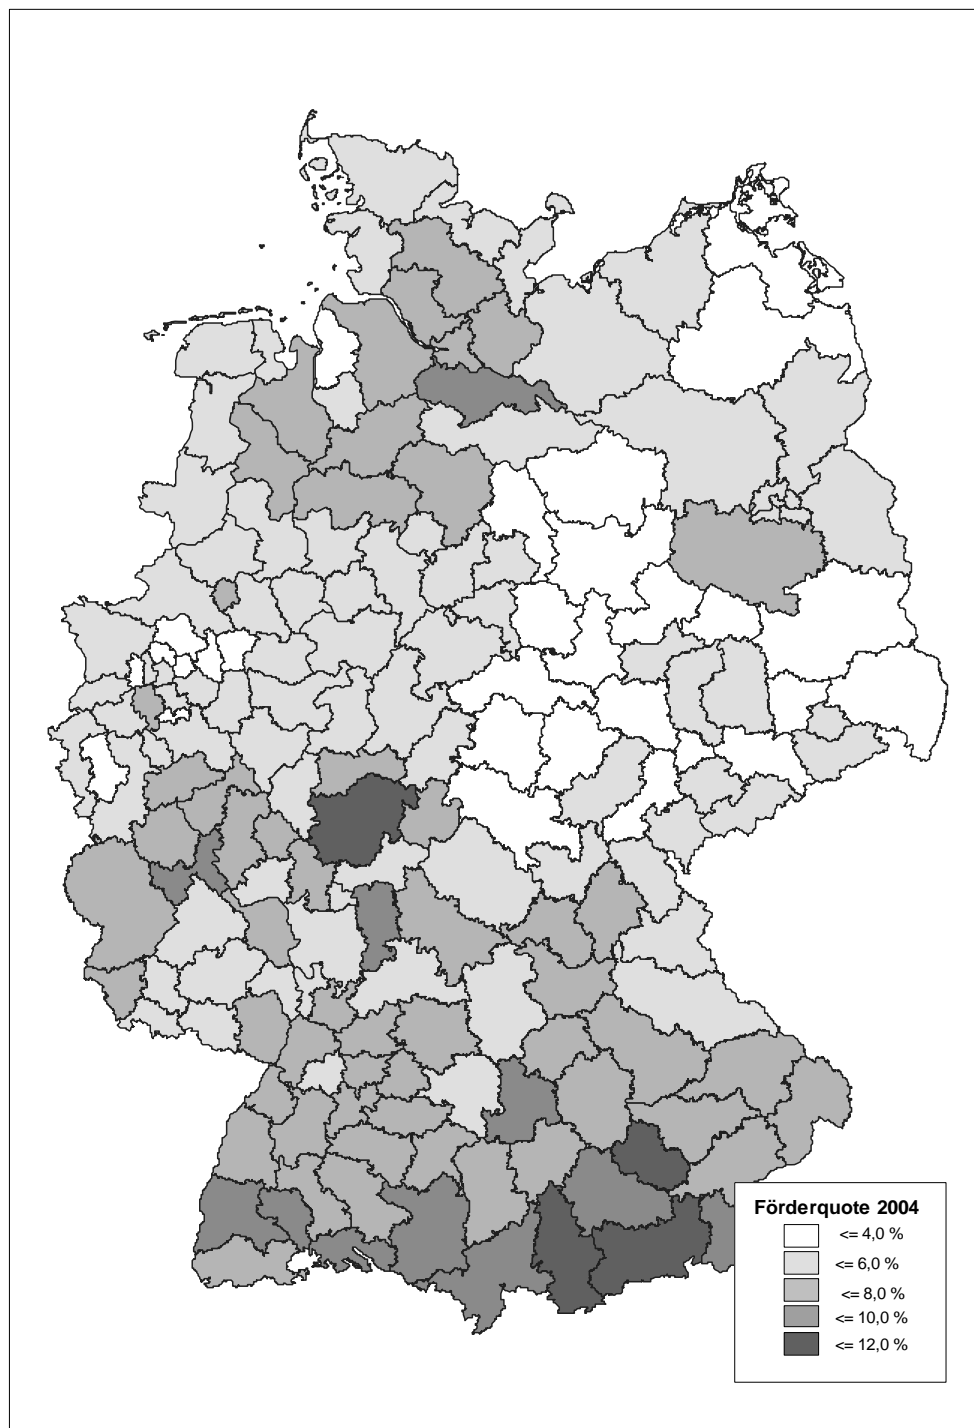 Förderquote 2004
<= 4,0 %
<= 6,0 %
<= 8,0 %
<= 10,0 %
<= 12,0 %